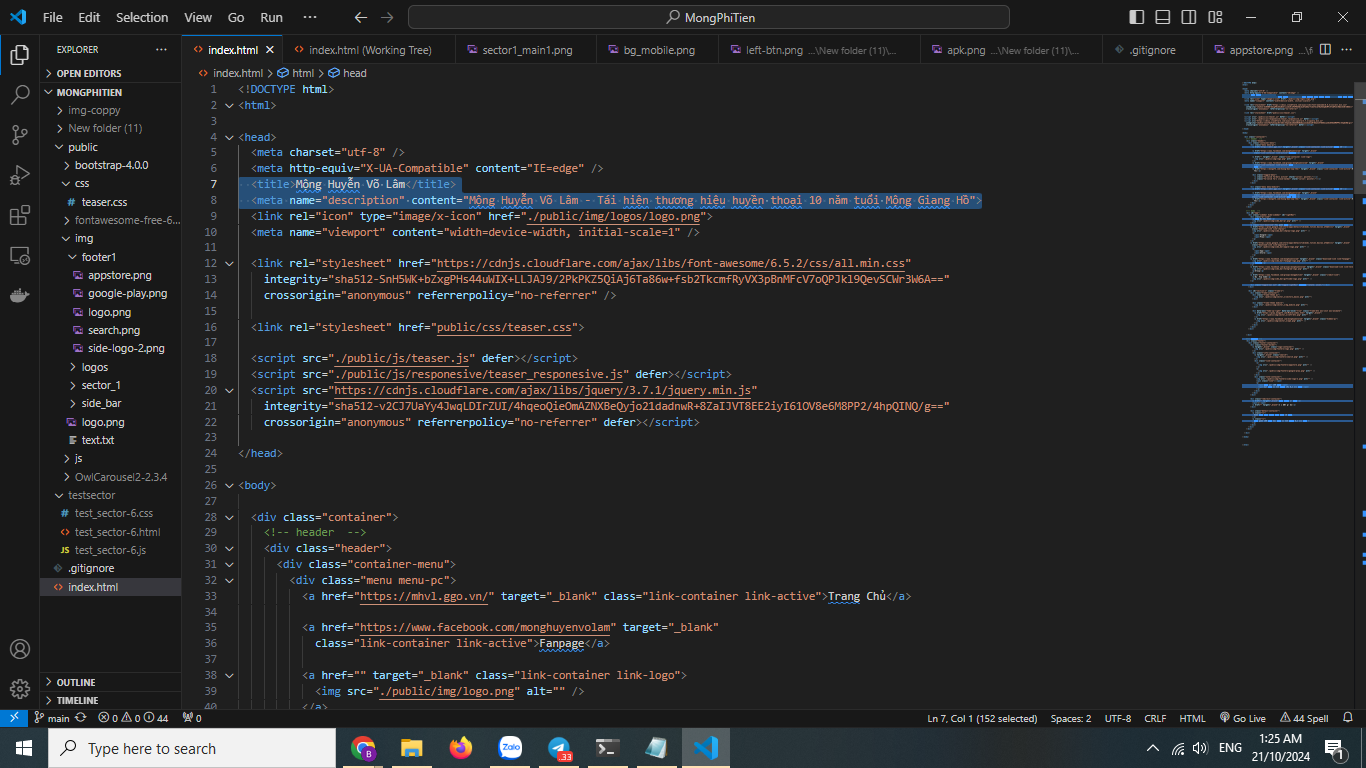 File Edit Selection View Go Run ··· MongPhiTien
EXPLORER ···
index.html
index.html (Working Tree)
sector1_main1.png
bg_mobile.png
left-btn.png ...\New folder (11)\...
apk.png ...\New folder (11)\...
.gitignore
appstore.png ...\f
OPEN EDITORS
MONGPHITIEN
img-coppy
New folder (11)
public
bootstrap-4.0.0
css
teaser.css
fontawesome-free-6...
img
footer1
appstore.png
google-play.png
logo.png
search.png
side-logo-2.png
logos
sector_1
side_bar
logo.png
text.txt
js
OwlCarousel2-2.3.4
testsector
test_sector-6.css
test_sector-6.html
test_sector-6.js
.gitignore
index.html
OUTLINE
TIMELINE
index.html > html > head
1 <!DOCTYPE html>
2 <html>
3
4 <head>
5 <meta charset="utf-8" />
6 <meta http-equiv="X-UA-Compatible" content="IE=edge" />
7 <title>Mộng Huyễn Võ Lâm</title>
8 <meta name="description" content="Mộng Huyễn Võ Lâm - Tái hiện thương hiệu huyền thoại 10 năm tuổi Mộng Giang Hồ">
9 <link rel="icon" type="image/x-icon" href="./public/img/logos/logo.png">
10 <meta name="viewport" content="width=device-width, initial-scale=1" />
11
12 <link rel="stylesheet" href="https://cdnjs.cloudflare.com/ajax/libs/font-awesome/6.5.2/css/all.min.css"
13 integrity="sha512-SnH5WK+bZxgPHs44uWIX+LLJAJ9/2PkPKZ5QiAj6Ta86w+fsb2TkcmfRyVX3pBnMFcV7oQPJkl9QevSCWr3W6A=="
14 crossorigin="anonymous" referrerpolicy="no-referrer" />
15
16 <link rel="stylesheet" href="public/css/teaser.css">
17
18 <script src="./public/js/teaser.js" defer></script>
19 <script src="./public/js/responesive/teaser_responesive.js" defer></script>
20 <script src="https://cdnjs.cloudflare.com/ajax/libs/jquery/3.7.1/jquery.min.js"
21 integrity="sha512-v2CJ7UaYy4JwqLDIrZUI/4hqeoQieOmAZNXBeQyjo21dadnwR+8ZaIJVT8EE2iyI61OV8e6M8PP2/4hpQINQ/g=="
22 crossorigin="anonymous" referrerpolicy="no-referrer" defer></script>
23
24 </head>
25
26 <body>
27
28 <div class="container">
29 <!-- header -->
30 <div class="header">
31 <div class="container-menu">
32 <div class="menu menu-pc">
33 <a href="https://mhvl.ggo.vn/" target="_blank" class="link-container link-active">Trang Chủ</a>
34
35 <a href="https://www.facebook.com/monghuyenvolam" target="_blank"
36 class="link-container link-active">Fanpage</a>
37
38 <a href="" target="_blank" class="link-container link-logo">
39 <img src="./public/img/logo.png" alt="" />
40 </a>
main 0 0 44 0 Ln 7, Col 1 (152 selected) Spaces: 2 UTF-8 CRLF HTML Go Live 44 Spell
Type here to search B Zalo 33 ENG 1:25 AM
21/10/2024 1